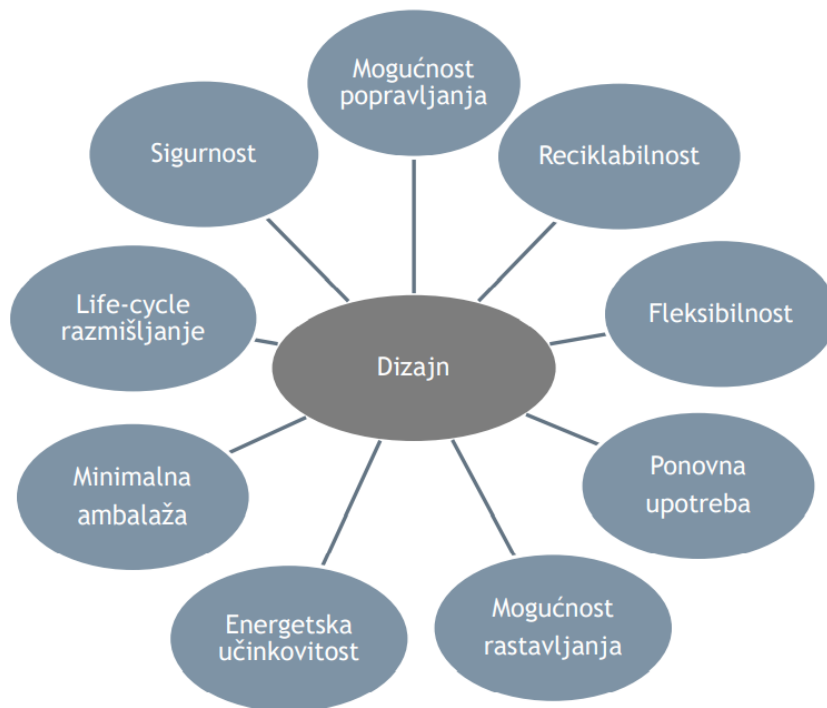 Mogućnost
popravljanja
Sigurnost
Reciklabilnost
Life-cycle
razmišljanje
Fleksibilnost
Dizajn
Minimalna
ambalaža
Ponovna
upotreba
Energetska
učinkovitost
Mogućnost
rastavljanja